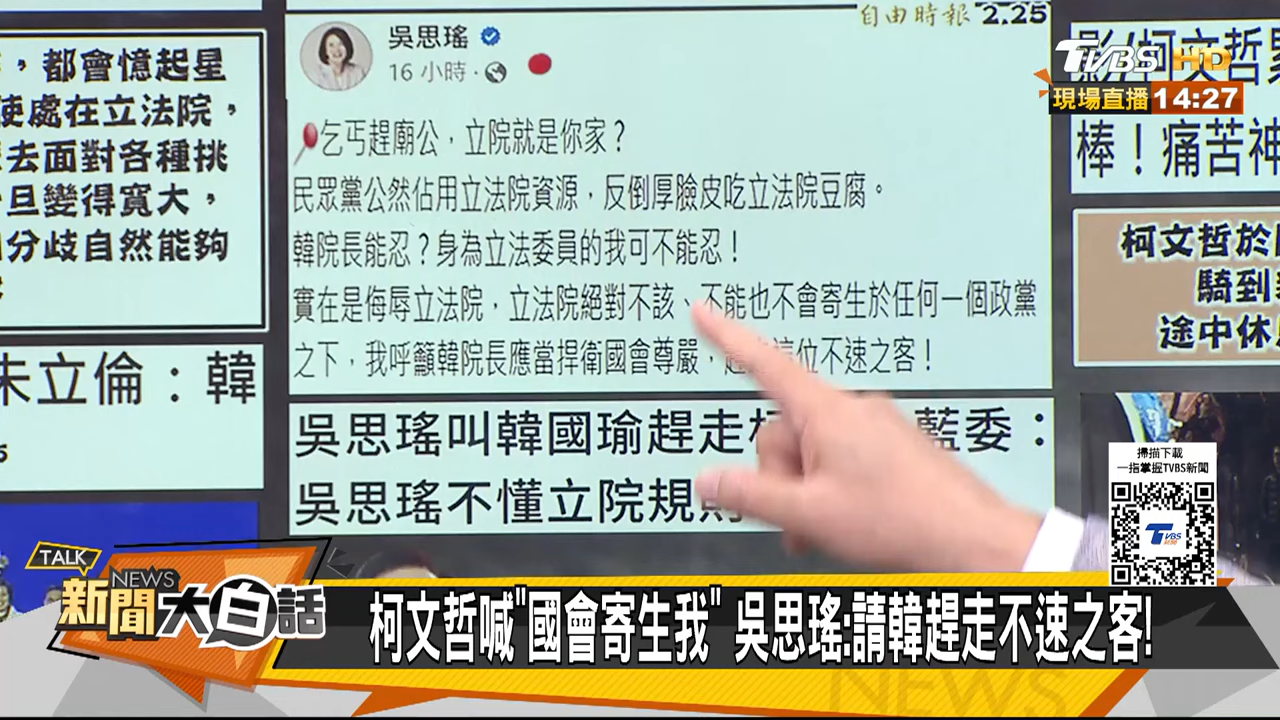 自由時報 2.25
TVBS HD
現場直播 14:27
，都會憶起星
使處在立法院，
去面對各種挑
旦變得寬大，
分歧自然能夠
朱立倫：韓
吳思瑤
16 小時
乞丐趕廟公，立院就是你家？
民眾黨公然佔用立法院資源，反倒厚臉皮吃立法院豆腐。
韓院長能忍？身為立法委員的我可不能忍！
實在是侮辱立法院，立法院絕對不該、不能也不會寄生於任何一個政黨
之下，我呼籲韓院長應當捍衛國會尊嚴，趕走這位不速之客！
吳思瑤叫韓國瑜趕走 藍委：
吳思瑤不懂立院規則
影/柯文哲
棒！痛苦神
柯文哲於
騎到
途中休
掃描下載
一指掌握TVBS新聞
TVBS
新聞
TALK
NEWS
新聞大白話
柯文哲喊"國會寄生我" 吳思瑤:請韓趕走不速之客!
NEWS